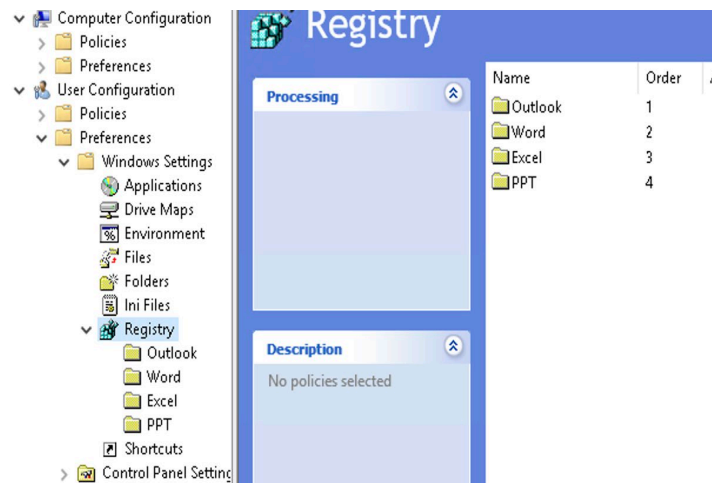 Computer Configuration
Policies
Preferences
User Configuration
Policies
Preferences
Windows Settings
Applications
Drive Maps
Environment
Files
Folders
Ini Files
Registry
Outlook
Word
Excel
PPT
Shortcuts
Control Panel Setting
Registry
Processing
Description
No policies selected
Name Order
Outlook 1
Word 2
Excel 3
PPT 4